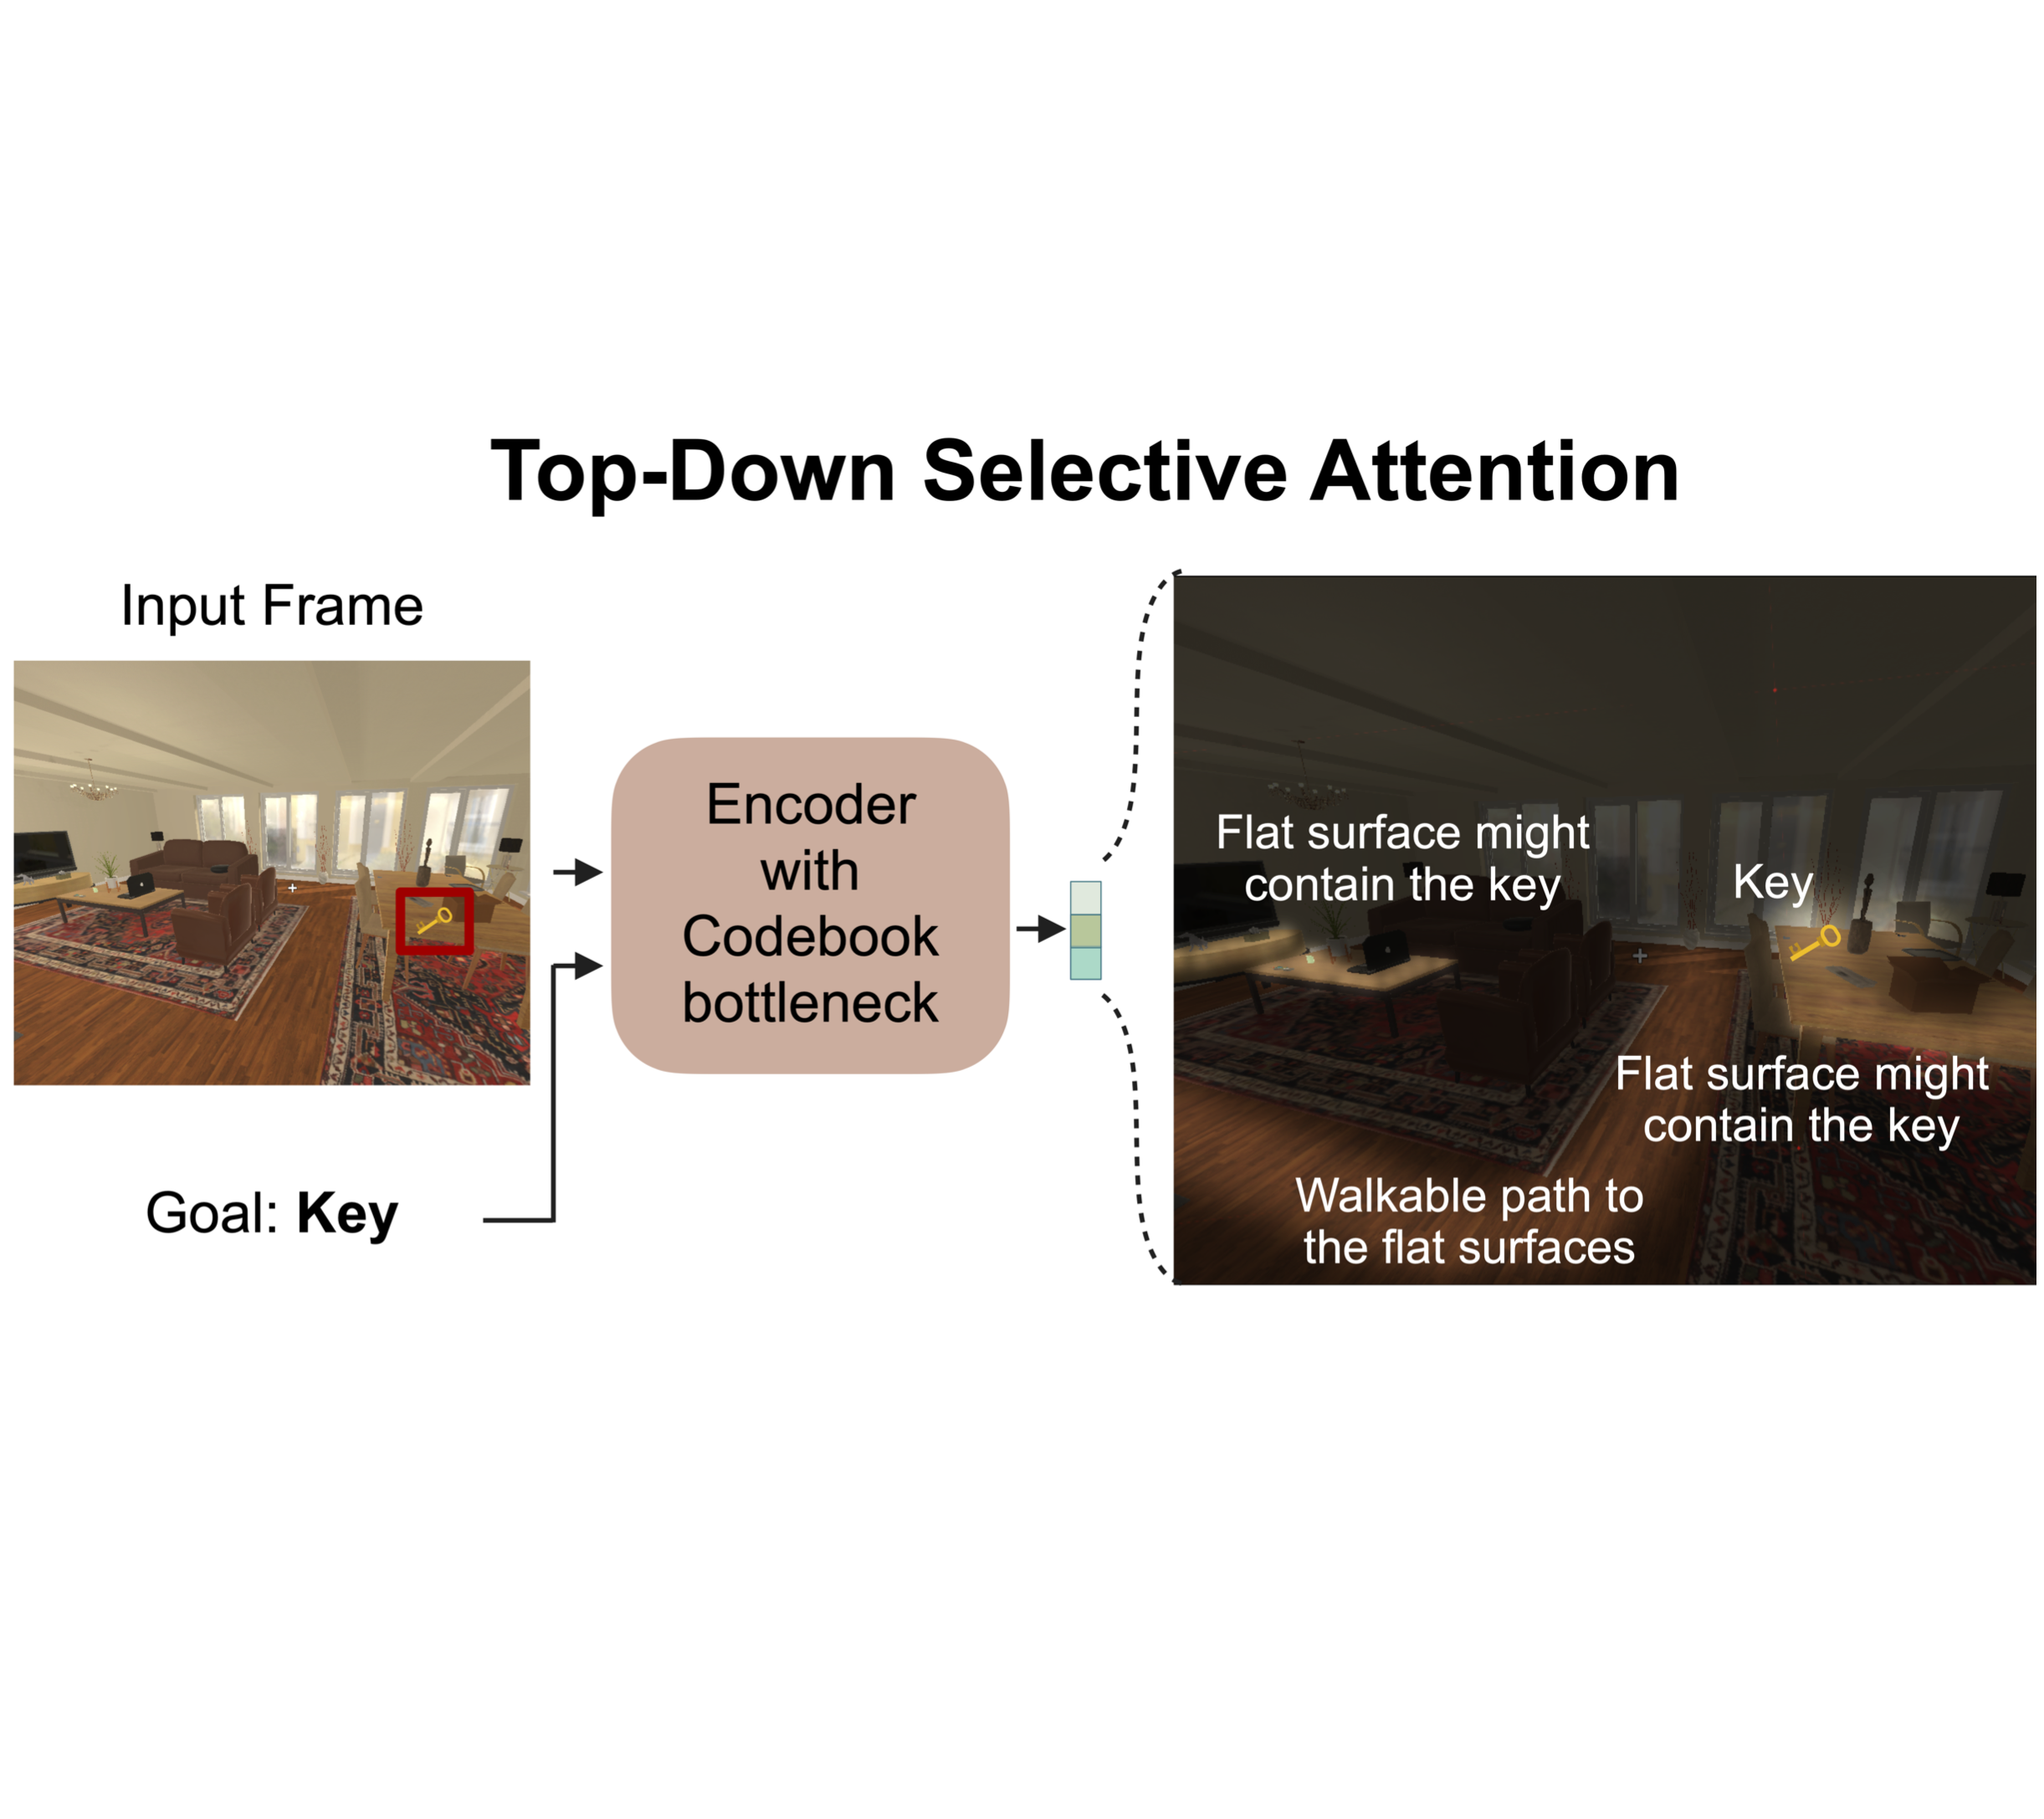 Top-Down Selective Attention
Input Frame
Encoder
with
Codebook
bottleneck
Goal: Key
Flat surface might
contain the key
Key
Flat surface might
contain the key
Walkable path to
the flat surfaces